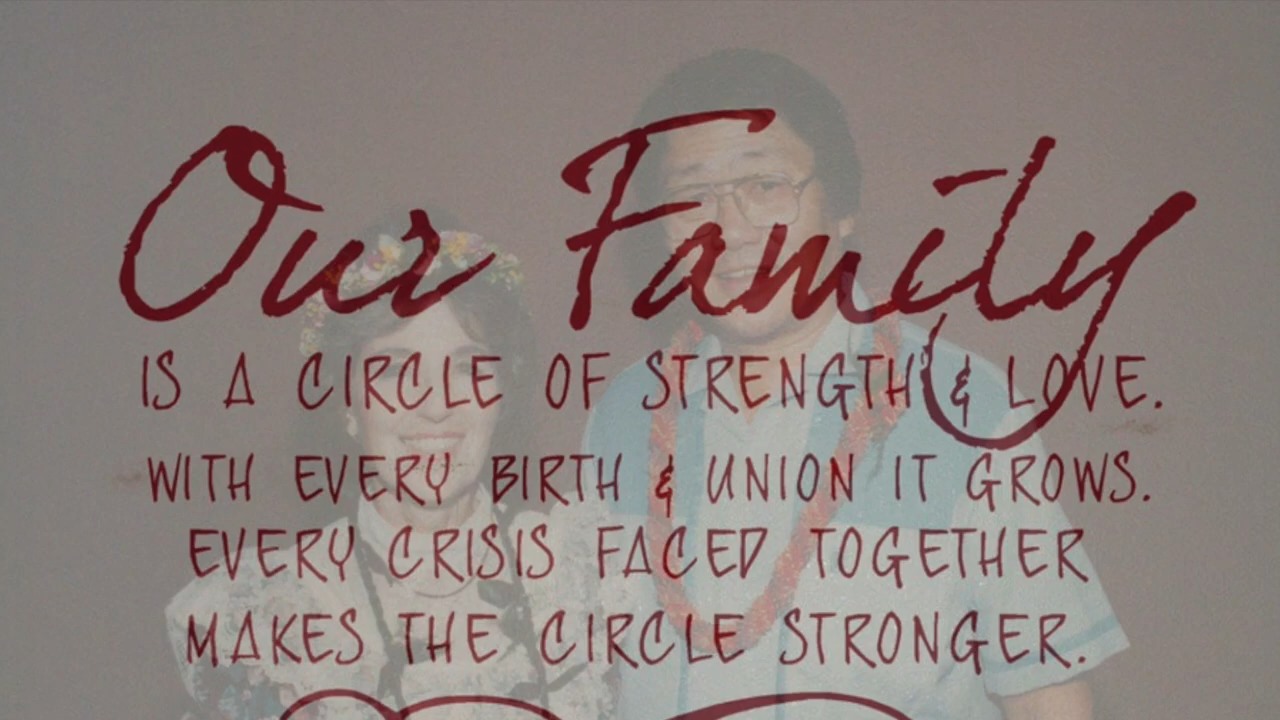 Our Family
IS A CIRCLE OF STRENGTH & LOVE.
WITH EVERY BIRTH & UNION IT GROWS.
EVERY CRISIS FACED TOGETHER
MAKES THE CIRCLE STRONGER.